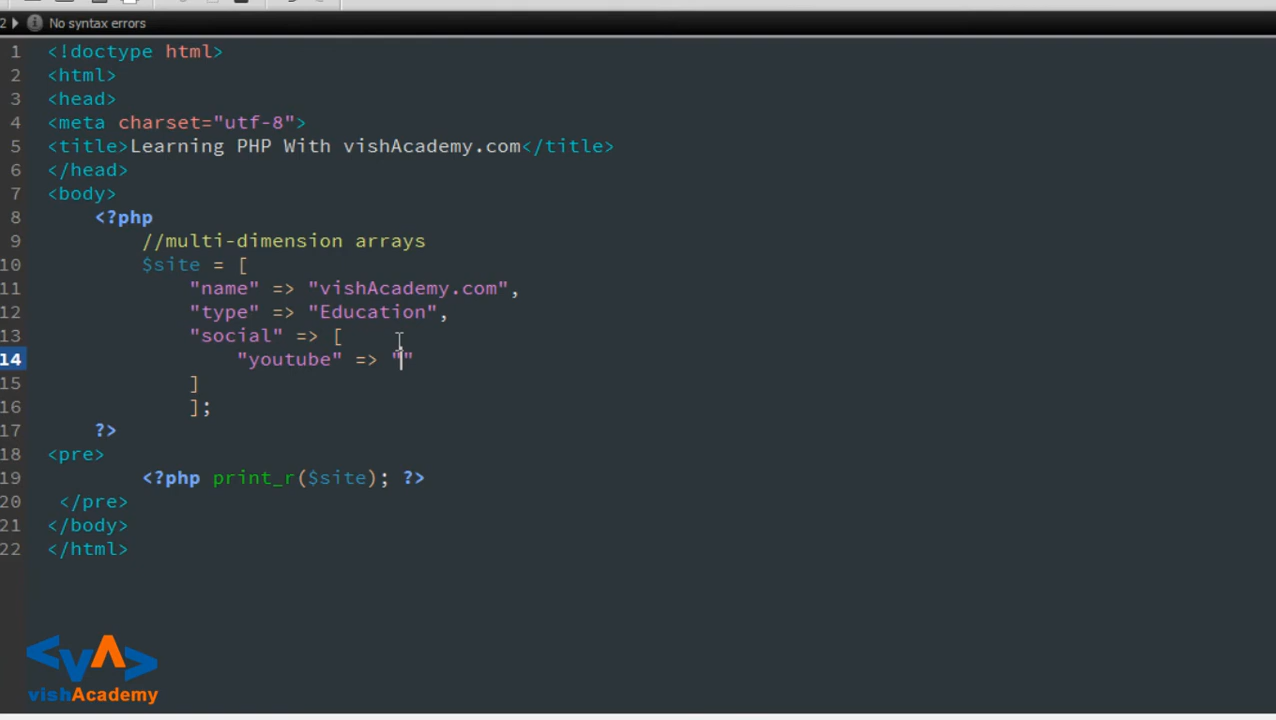 2 No syntax errors
1 <!doctype html>
2 <html>
3 <head>
4 <meta charset="utf-8">
5 <title>Learning PHP With vishAcademy.com</title>
6 </head>
7 <body>
8 <?php
9 //multi-dimension arrays
10 $site = [
11 "name" => "vishAcademy.com",
12 "type" => "Education",
13 "social" => [
14 "youtube" => ""
15 ]
16 ];
17 ?>
18 <pre>
19 <?php print_r($site); ?>
20 </pre>
21 </body>
22 </html>
<VA>
vishAcademy